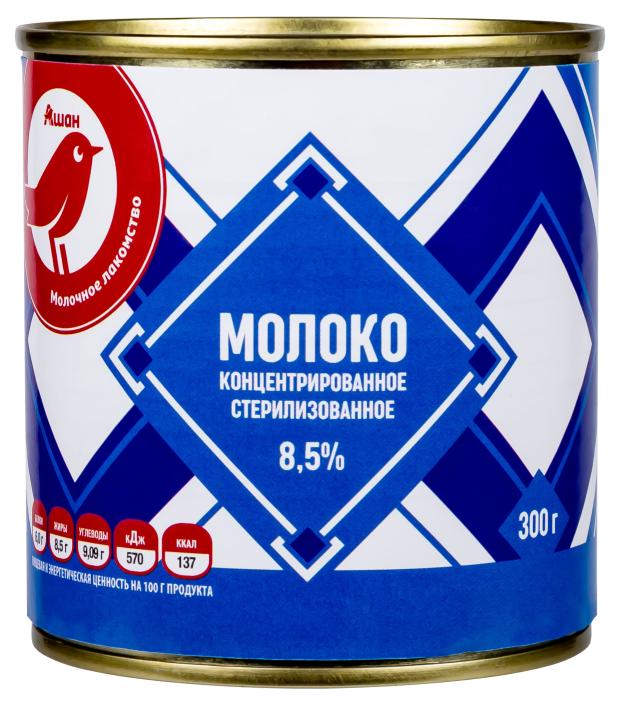 Ашан
Молочное лакомство
МОЛОКО
КОНЦЕНТРИРОВАННОЕ
СТЕРИЛИЗОВАННОЕ
8,5%
300 г
ЖИРЫ
8,5 г
УГЛЕВОДЫ
9,09 г
кДж
570
ККАЛ
137
И ЭНЕРГЕТИЧЕСКАЯ ЦЕННОСТЬ НА 100 Г ПРОДУКТА